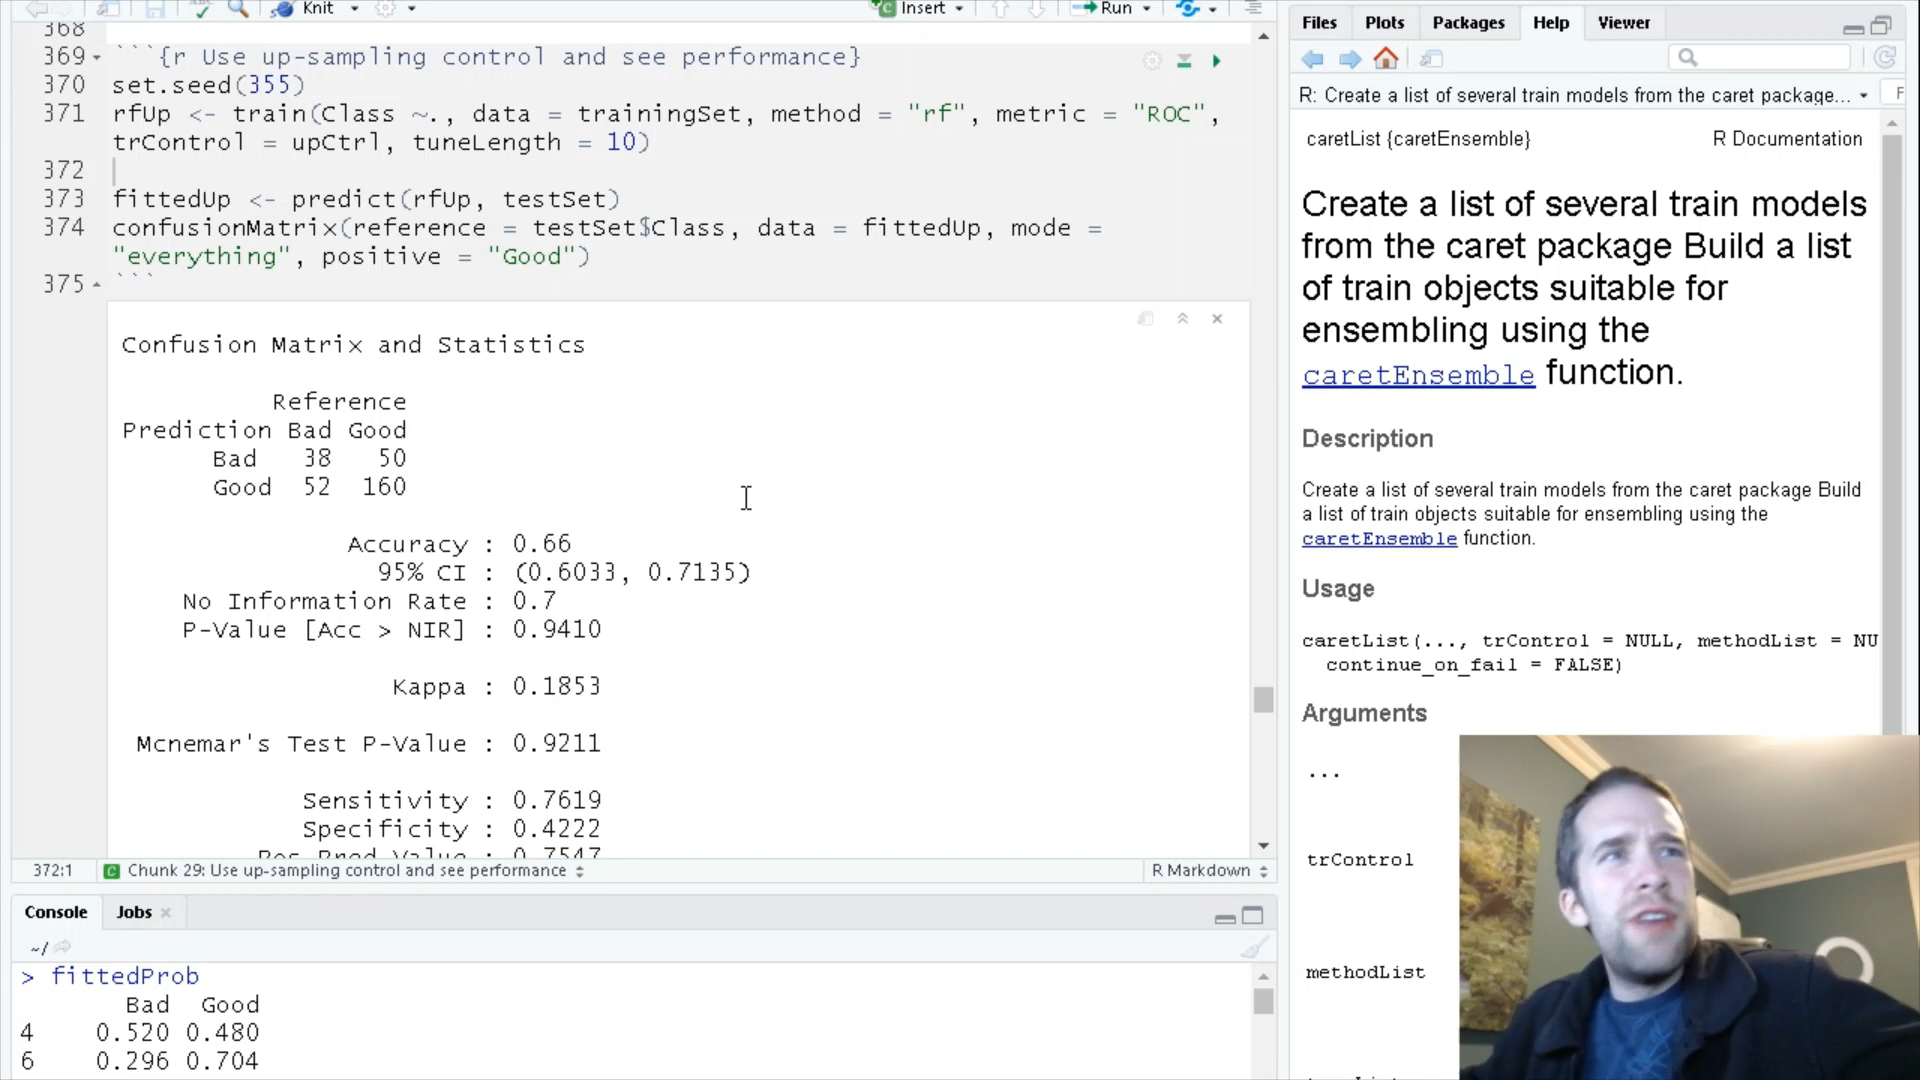 Knit
Insert
Run
368
369 ```{r Use up-sampling control and see performance}
370 set.seed(355)
371 rfUp <- train(Class ~., data = trainingSet, method = "rf", metric = "ROC",
trControl = upCtrl, tuneLength = 10)
372
373 fittedUp <- predict(rfUp, testSet)
374 confusionMatrix(reference = testSet$Class, data = fittedUp, mode =
"everything", positive = "Good")
375 ```
Confusion Matrix and Statistics
Reference
Prediction Bad Good
Bad 38 50
Good 52 160
Accuracy : 0.66
95% CI : (0.6033, 0.7135)
No Information Rate : 0.7
P-Value [Acc > NIR] : 0.9410
Kappa : 0.1853
Mcnemar's Test P-Value : 0.9211
Sensitivity : 0.7619
Specificity : 0.4222
Pos Pred Value : 0.7547
372:1 Chunk 29: Use up-sampling control and see performance R Markdown
Console Jobs
~/
> fittedProb
Bad Good
4 0.520 0.480
6 0.296 0.704
Files Plots Packages Help Viewer
R: Create a list of several train models from the caret package...
caretList {caretEnsemble} R Documentation
Create a list of several train models
from the caret package Build a list
of train objects suitable for
ensembling using the
caretEnsemble function.
Description
Create a list of several train models from the caret package Build
a list of train objects suitable for ensembling using the
caretEnsemble function.
Usage
caretList(..., trControl = NULL, methodList = NU
continue_on_fail = FALSE)
Arguments
...
trControl
methodList